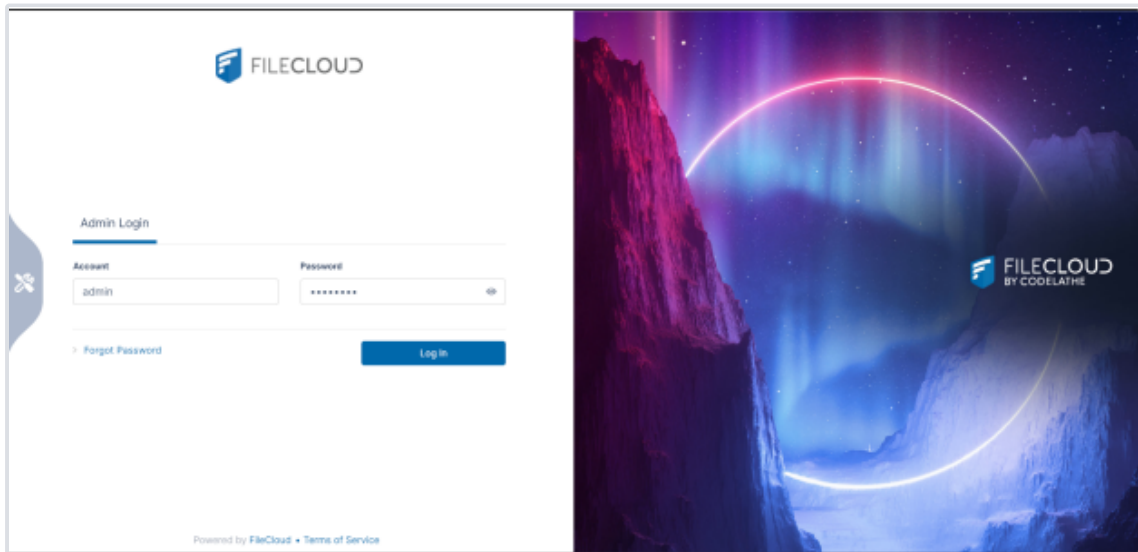 FILECLOUD
Admin Login
Account
Password
admin
••••••••
> Forgot Password
Log In
Powered by FileCloud • Terms of Service
FILECLOUD
BY CODELATHE